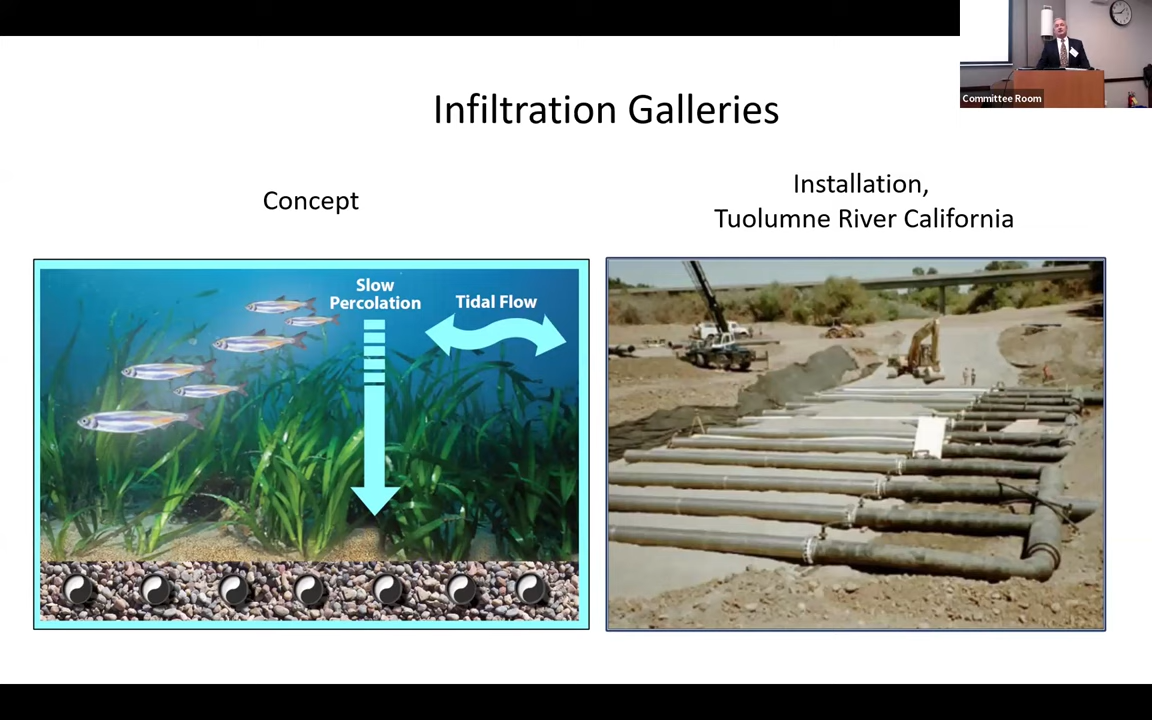 Committee Room
Infiltration Galleries
Concept
Installation,
Tuolumne River California
Slow
Percolation
Tidal Flow